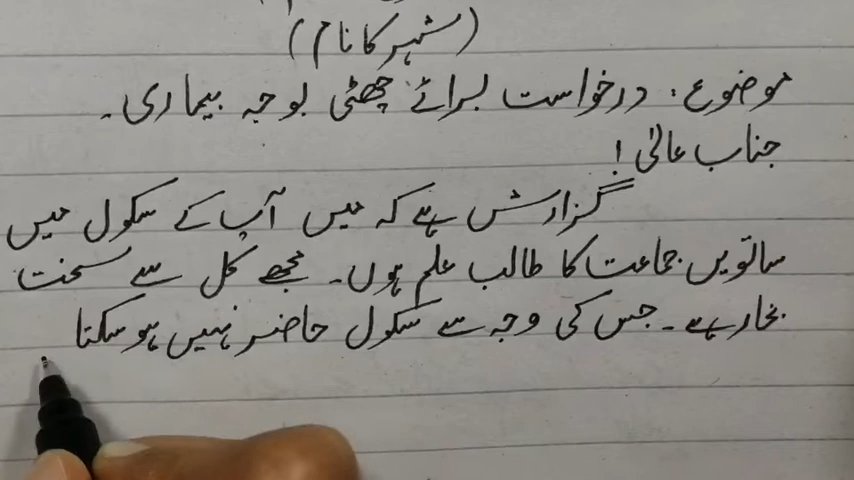 (شہر کا نام)
موضوع: درخواست برائے چھٹی بوجہ بیماری۔
جناب عالی!
گزارش ہے کہ میں آپ کے سکول میں
ساتویں جماعت کا طالب علم ہوں۔ مجھے کل سے سخت
بخار ہے۔ جس کی وجہ سے سکول حاضر نہیں ہو سکتا